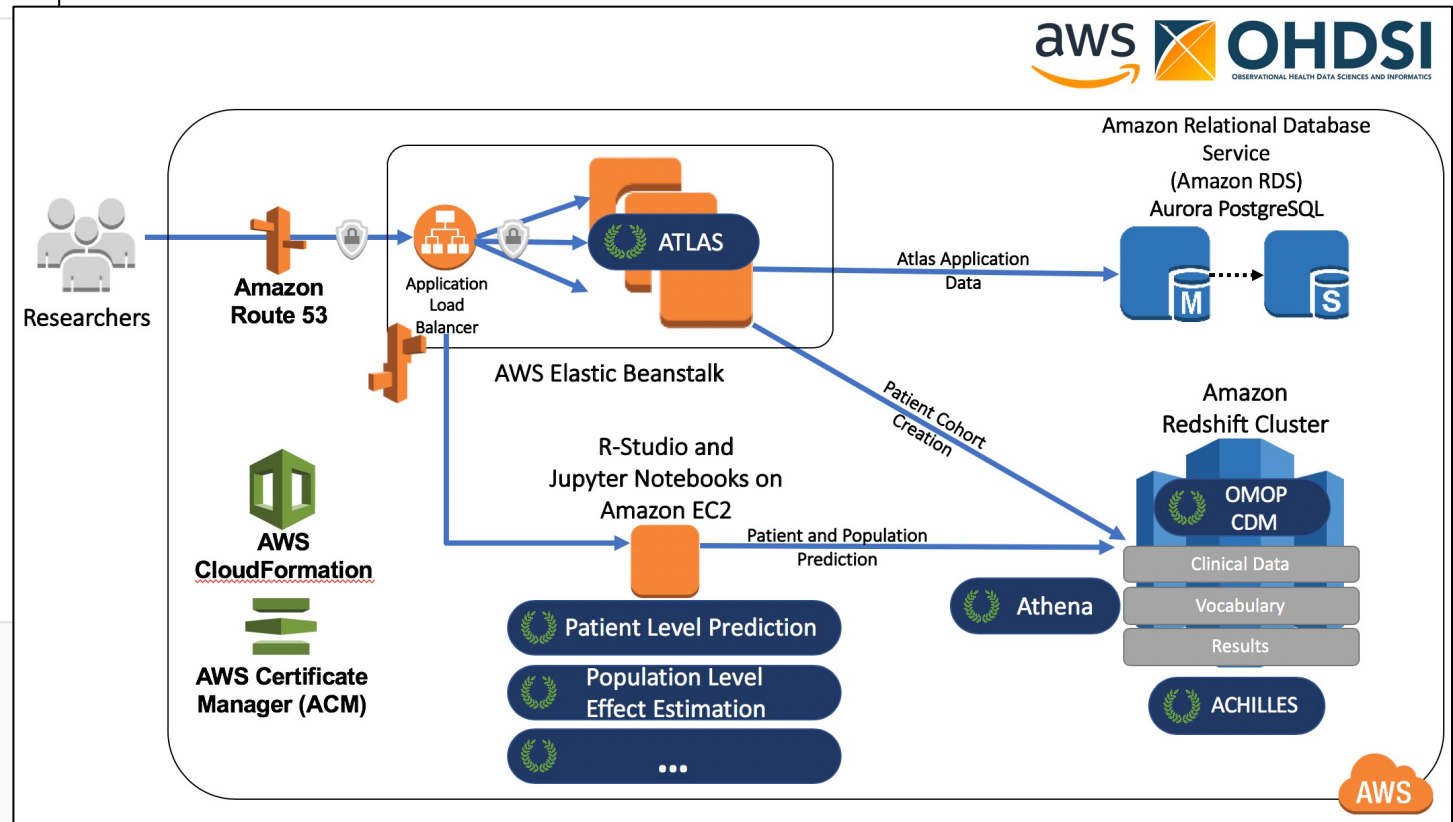 aws
OHDSI
OBSERVATIONAL HEALTH DATA SCIENCES AND INFORMATICS
Amazon Relational Database
Service
(Amazon RDS)
Aurora PostgreSQL
Researchers
Amazon
Route 53
Application
Load
Balancer
ATLAS
AWS Elastic Beanstalk
Atlas Application
Data
M
S
Patient Cohort
Creation
Amazon
Redshift Cluster
OMOP
CDM
Clinical Data
Vocabulary
Results
Athena
ACHILLES
R-Studio and
Jupyter Notebooks on
Amazon EC2
Patient and Population
Prediction
Patient Level Prediction
Population Level
Effect Estimation
...
AWS
CloudFormation
AWS Certificate
Manager (ACM)
AWS